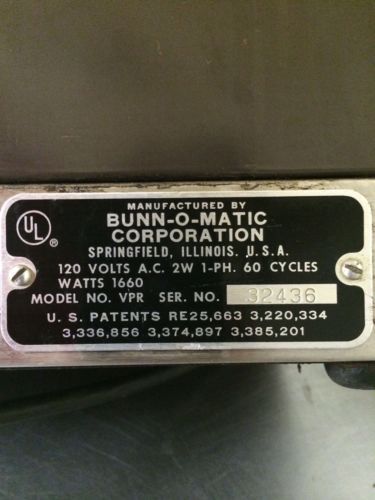 MANUFACTURED BY
BUNN-O-MATIC
CORPORATION
SPRINGFIELD, ILLINOIS. U.S.A.
120 VOLTS A.C. 2W 1-PH. 60 CYCLES
WATTS 1660
MODEL NO. VPR SER. NO. 32436
U.S. PATENTS RE25,663 3,220,334
3,336,856 3,374,897 3,385,201
UL ®